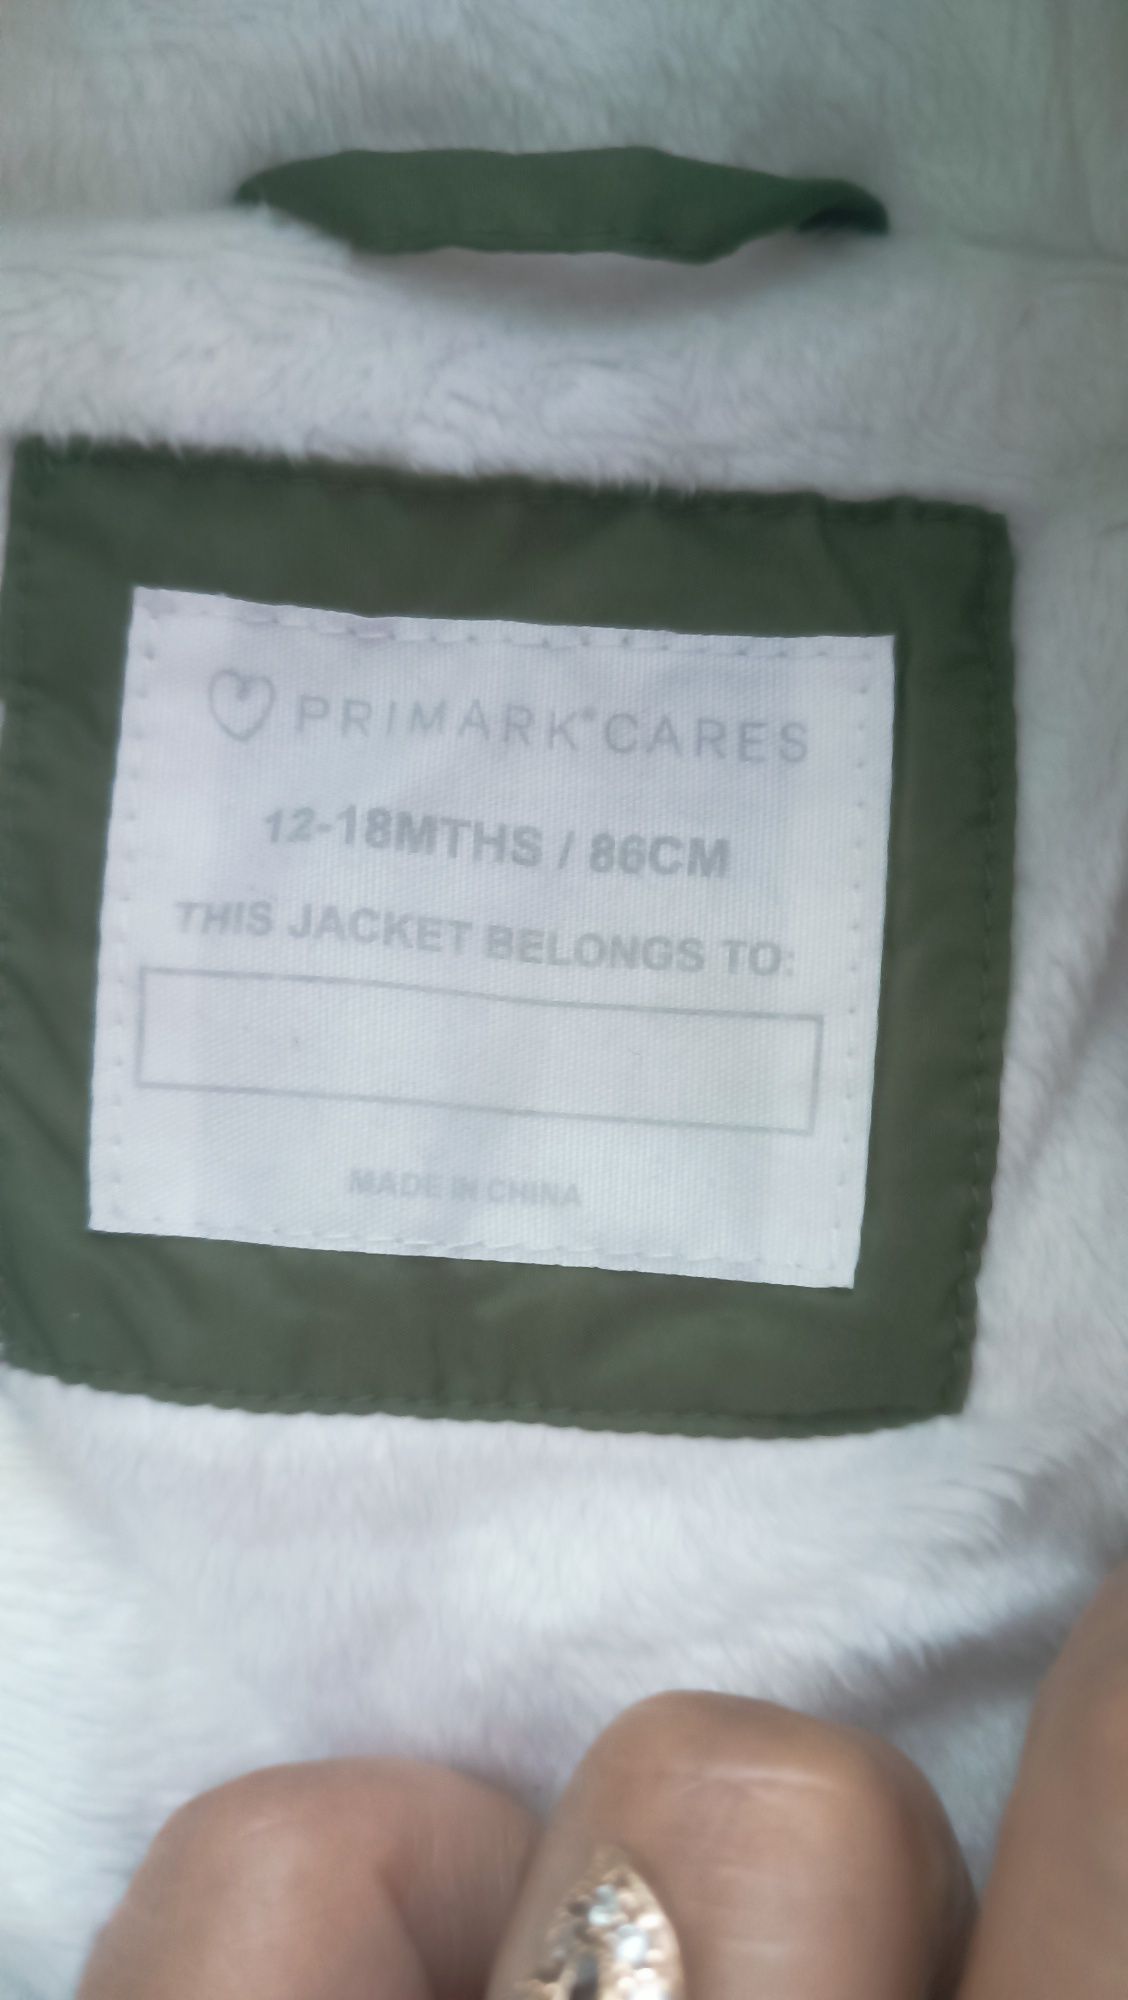 PRIMARK®CARES
12-18MTHS / 86CM
THIS JACKET BELONGS TO:
MADE IN CHINA